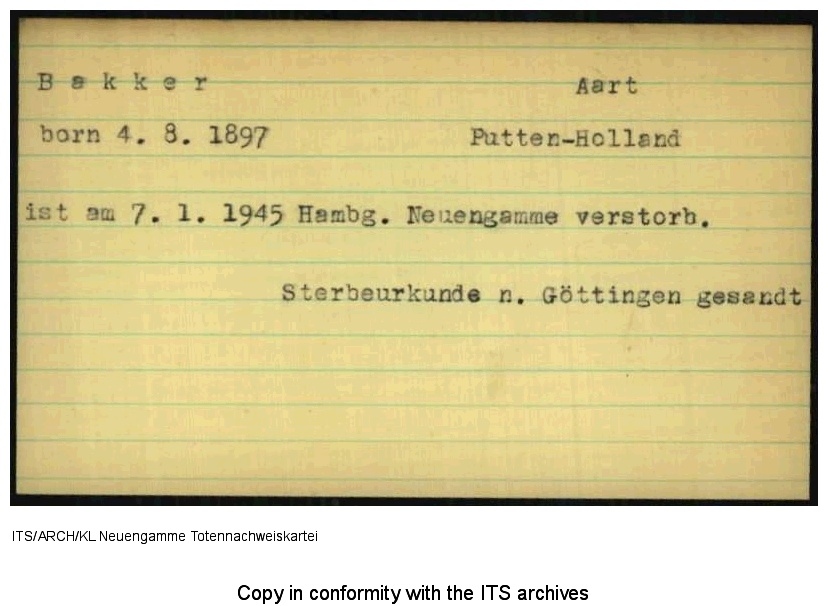 B a k k e r Aart
born 4. 8. 1897 Putten-Holland
ist am 7. 1. 1945 Hambg. Neuengamme verstorb.
Sterbeurkunde n. Göttingen gesandt
ITS/ARCH/KL Neuengamme Totennachweiskartei
Copy in conformity with the ITS archives